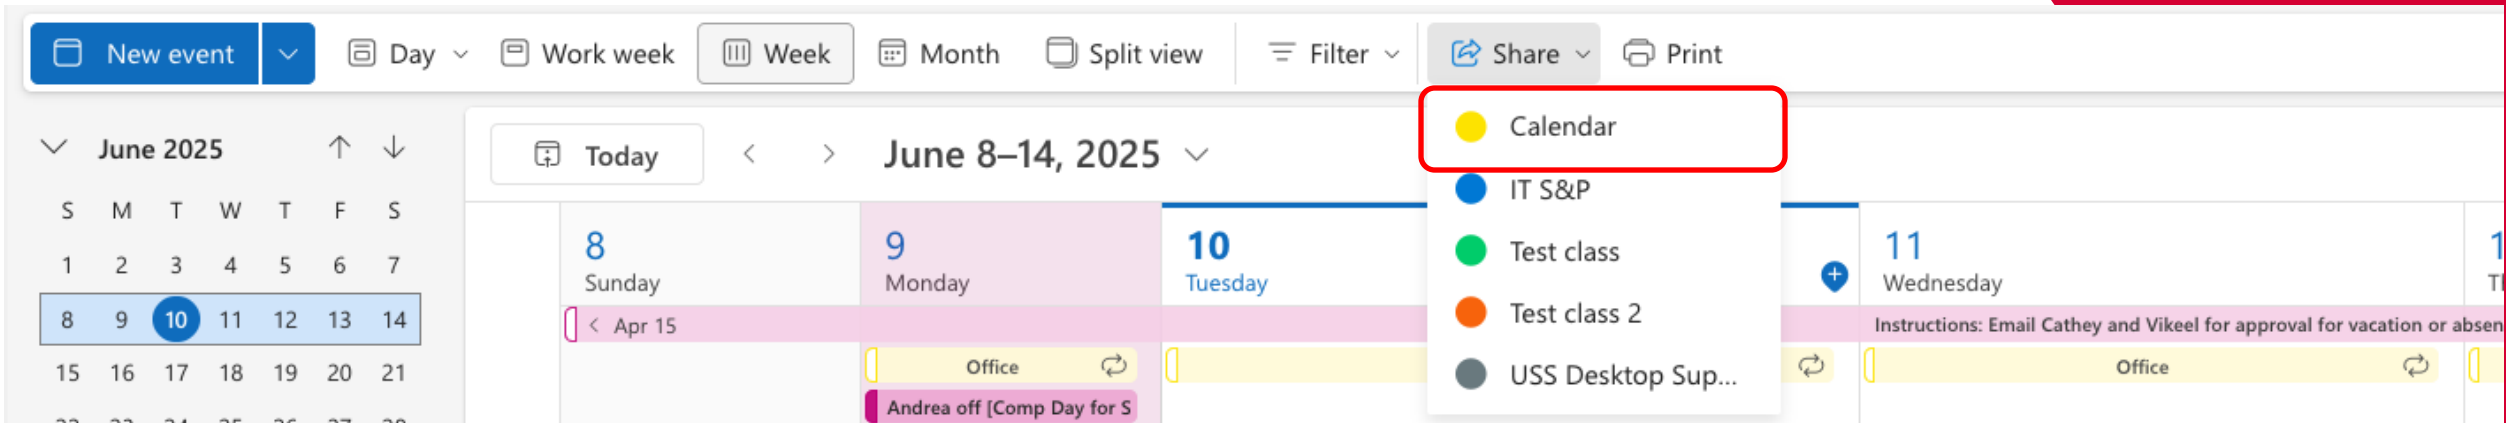 New event Day Work week Week Month Split view Filter Share Print
Calendar
IT S&P
Test class
Test class 2
USS Desktop Sup...
June 2025
S M T W T F S
1 2 3 4 5 6 7
8 9 10 11 12 13 14
15 16 17 18 19 20 21
Today June 8–14, 2025
8 9 10 11
Sunday Monday Tuesday Wednesday
Apr 15 Instructions: Email Cathey and Vikeel for approval for vacation or absen
Office Office
Andrea off [Comp Day for S